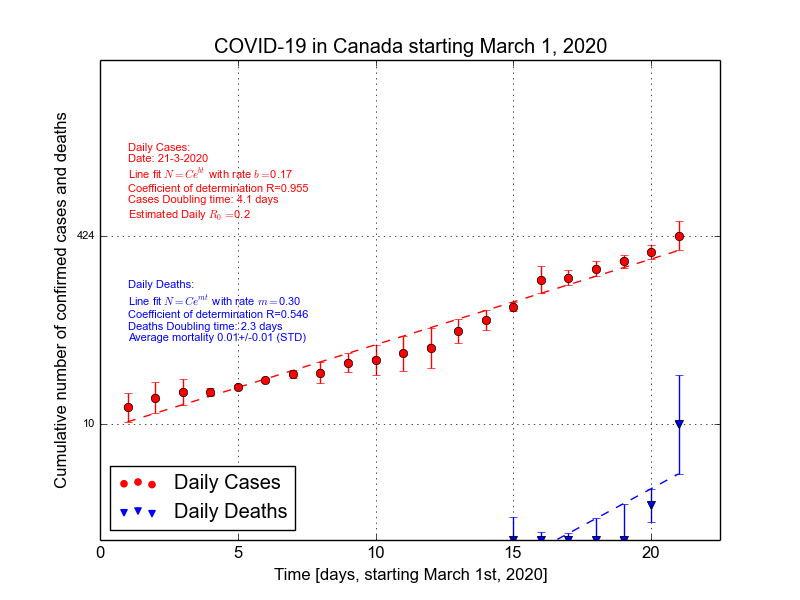 COVID-19 in Canada starting March 1, 2020
Cumulative number of confirmed cases and deaths
Daily Cases:
Date: 21-3-2020
Line fit N = Ce^{bt} with rate b =0.17
Coefficient of determination R=0.955
Cases Doubling time: 4.1 days
Estimated Daily R_0 =0.2
424
Daily Deaths:
Line fit N = Ce^{mt} with rate m =0.30
Coefficient of determination R=0.546
Deaths Doubling time: 2.3 days
Average mortality 0.01+/-0.01 (STD)
10
Daily Cases
Daily Deaths
0 5 10 15 20
Time [days, starting March 1st, 2020]